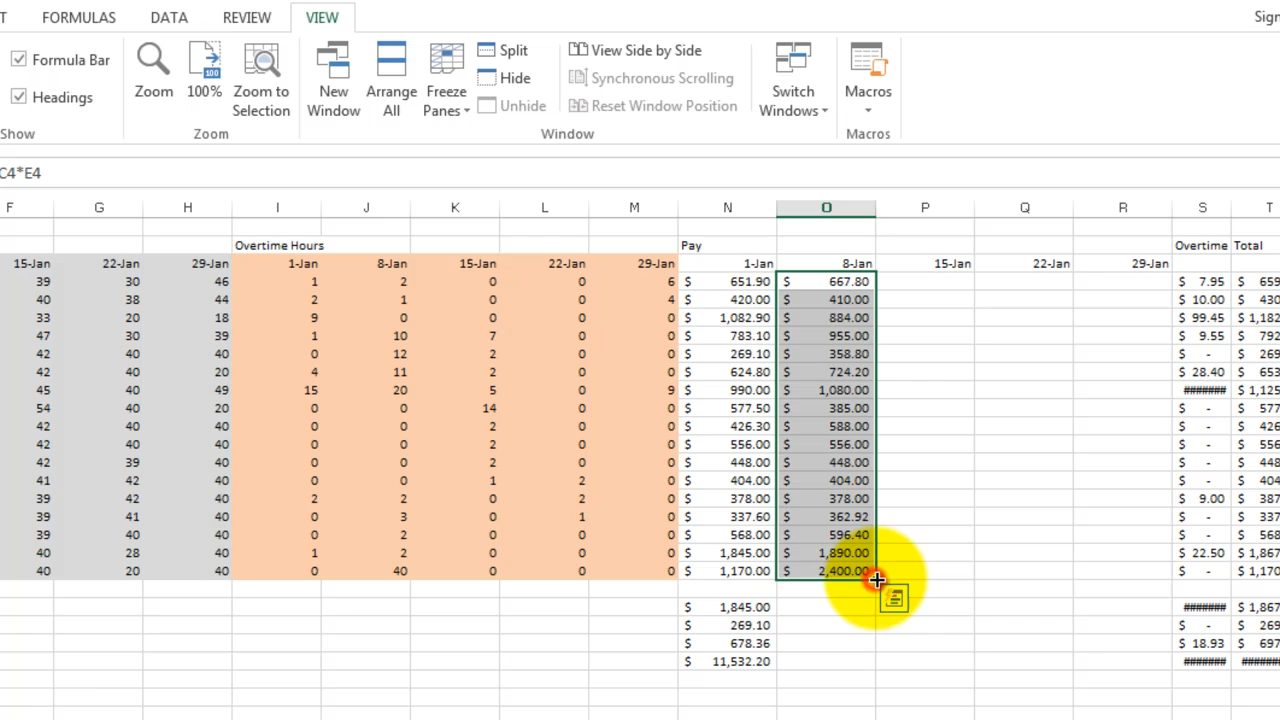 T FORMULAS DATA REVIEW VIEW Sign
Formula Bar
Headings
Show
Zoom
100
100%
Zoom to
Selection
Zoom
New
Window
Arrange
All
Freeze
Panes
Split
Hide
Unhide
View Side by Side
Synchronous Scrolling
Reset Window Position
Window
Switch
Windows
Macros
Macros
C4*E4
F G H I J K L M N O P Q R S T
Overtime Hours Pay Overtime Total
15-Jan 22-Jan 29-Jan 1-Jan 8-Jan 15-Jan 22-Jan 29-Jan 1-Jan 8-Jan 15-Jan 22-Jan 29-Jan
39 30 46 1 2 0 0 6 $ 651.90 $ 667.80 $ 7.95 $ 659
40 38 44 2 1 0 0 4 $ 420.00 $ 410.00 $ 10.00 $ 430
33 20 18 9 0 0 0 0 $ 1,082.90 $ 884.00 $ 99.45 $ 1,182
47 30 39 1 10 7 0 0 $ 783.10 $ 955.00 $ 9.55 $ 792
42 40 40 0 12 2 0 0 $ 269.10 $ 358.80 $ - $ 269
42 40 20 4 11 2 0 0 $ 624.80 $ 724.20 $ 28.40 $ 653
45 40 49 15 20 5 0 9 $ 990.00 $ 1,080.00 ####### $ 1,125
54 40 20 0 0 14 0 0 $ 577.50 $ 385.00 $ - $ 577
42 40 40 0 0 2 0 0 $ 426.30 $ 588.00 $ - $ 426
42 40 40 0 0 2 0 0 $ 556.00 $ 556.00 $ - $ 556
42 39 40 0 0 2 0 0 $ 448.00 $ 448.00 $ - $ 448
41 42 40 0 0 1 2 0 $ 404.00 $ 404.00 $ - $ 404
39 42 40 2 2 0 2 0 $ 378.00 $ 378.00 $ 9.00 $ 387
39 41 40 0 3 0 1 0 $ 337.60 $ 362.92 $ - $ 337
39 40 40 0 2 0 0 0 $ 568.00 $ 596.40 $ - $ 568
40 28 40 1 2 0 0 0 $ 1,845.00 $ 1,890.00 $ 22.50 $ 1,867
40 20 40 0 40 0 0 0 $ 1,170.00 $ 2,400.00 $ - $ 1,170
$ 1,845.00 ####### $ 1,867
$ 269.10 $ - $ 269
$ 678.36 $ 18.93 $ 697
$ 11,532.20 ####### #######